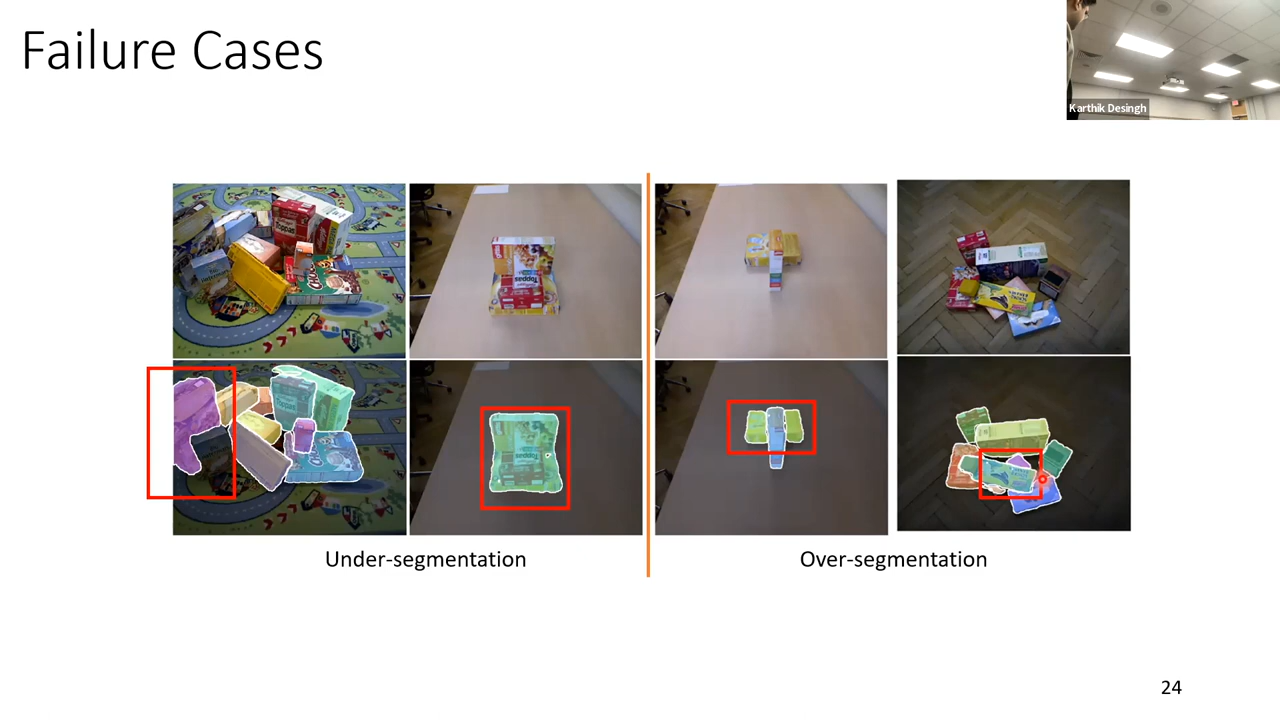 Failure Cases
Karthik Desingh
Under-segmentation
Over-segmentation
24